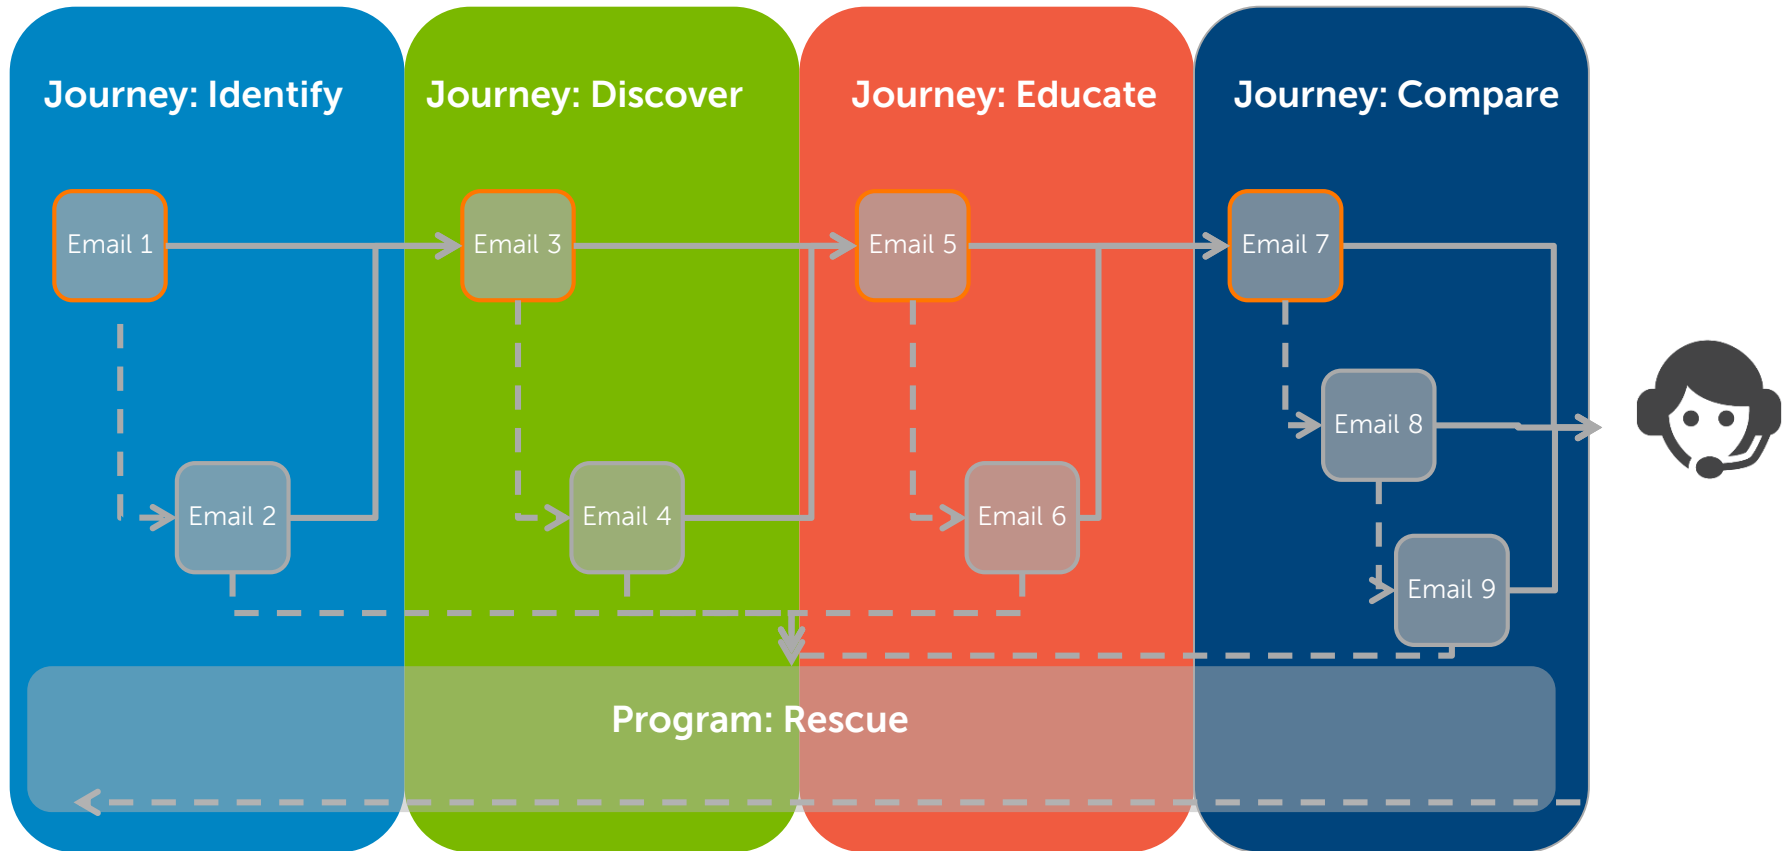 Journey: Identify
Journey: Discover
Journey: Educate
Journey: Compare
Email 1
Email 3
Email 5
Email 7
Email 8
Email 2
Email 4
Email 6
Email 9
Program: Rescue